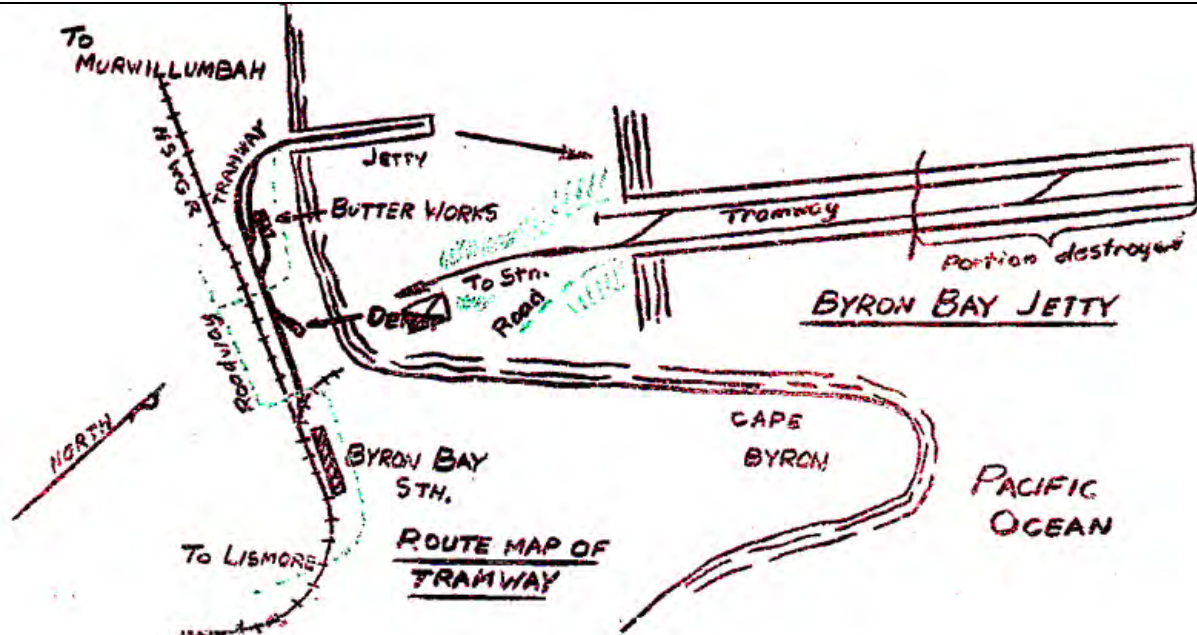 To
MURWILLUMBAH
N S W G R
TRAMWAY
JETTY
BUTTER WORKS
Tramway
Portion destroyed
To Stn.
Road
BYRON BAY JETTY
Roadway
NORTH
CAPE
BYRON
BYRON BAY
STN.
PACIFIC
OCEAN
To LISMORE
ROUTE MAP OF
TRAMWAY